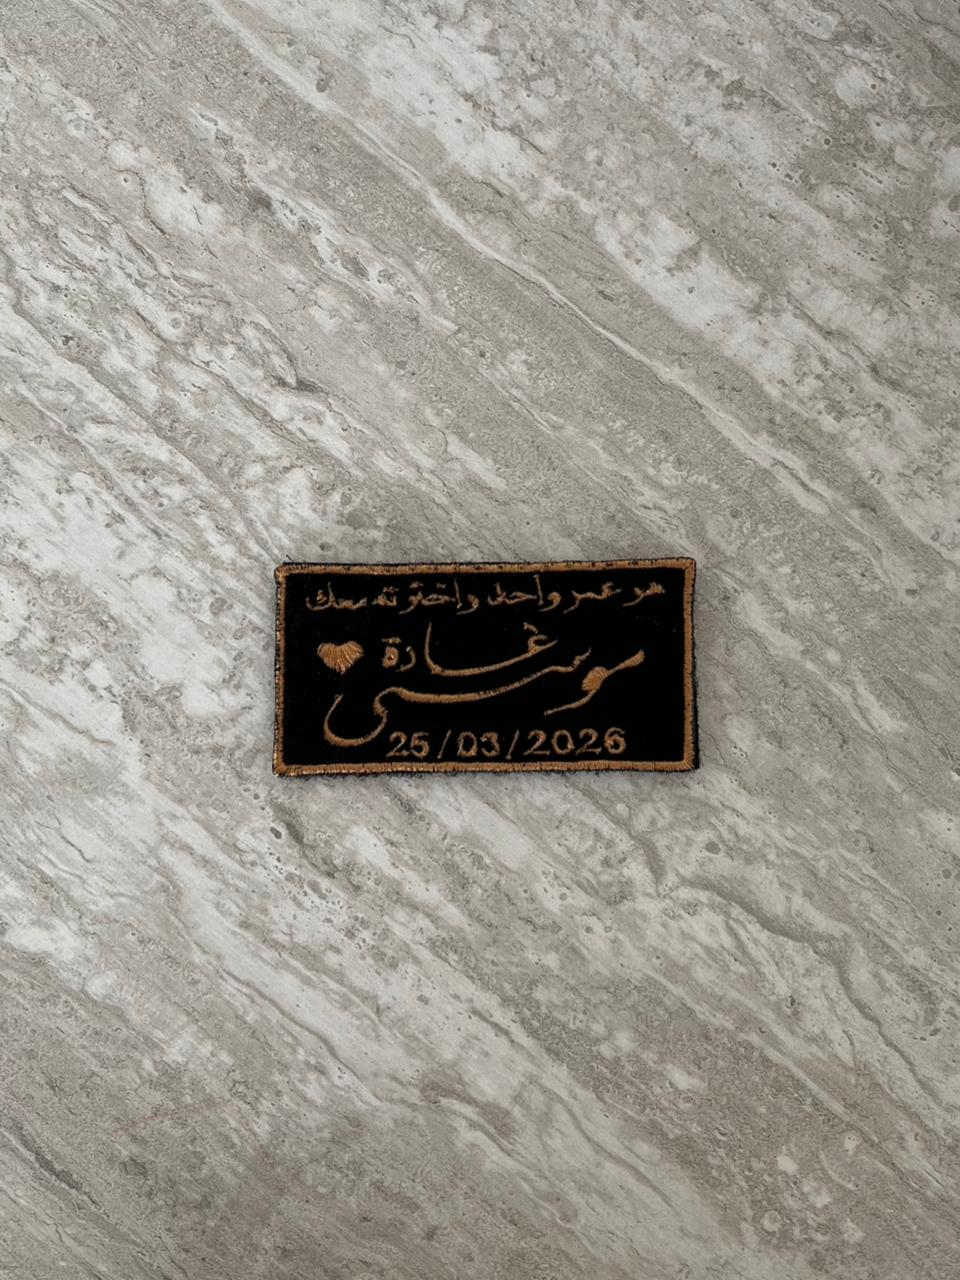 هو عمر واحد واخترته معك
غادة
موسى
25/03/2026